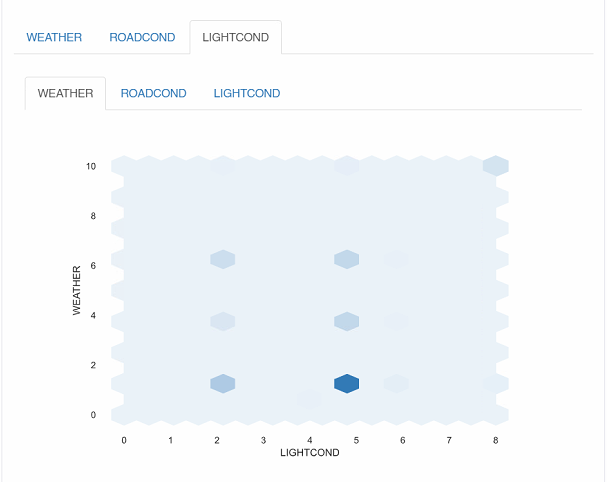 WEATHER ROADCOND LIGHTCOND
WEATHER ROADCOND LIGHTCOND
10
8
6
4
2
0
WEATHER
0 1 2 3 4 5 6 7 8
LIGHTCOND